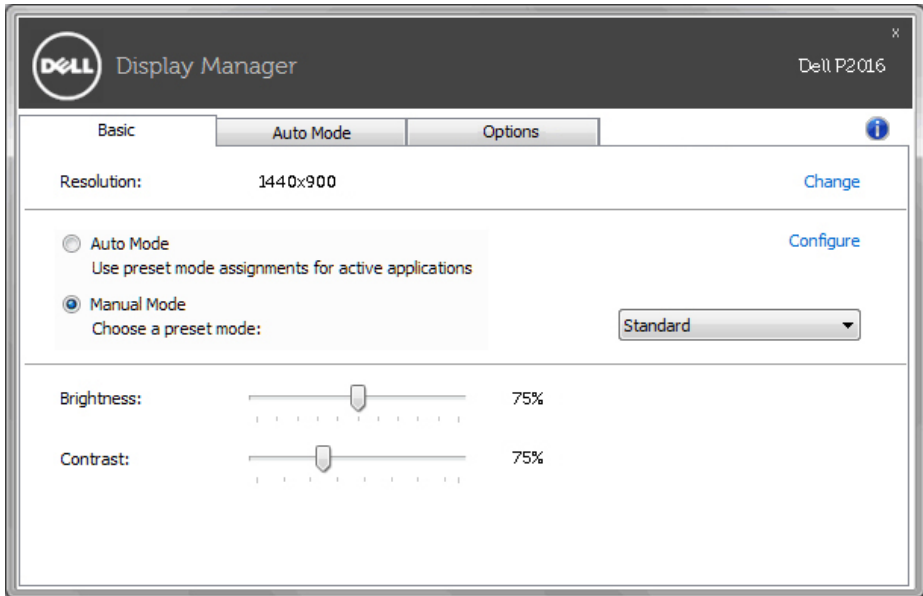 x
DELL Display Manager Dell P2016
Basic Auto Mode Options i
Resolution: 1440x900 Change
Auto Mode Configure
Use preset mode assignments for active applications
Manual Mode
Choose a preset mode: Standard
Brightness: 75%
Contrast: 75%